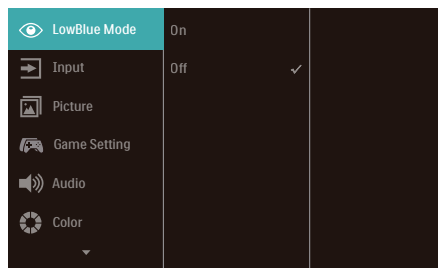 LowBlue Mode
On
Input
Off
Picture
Game Setting
Audio
Color